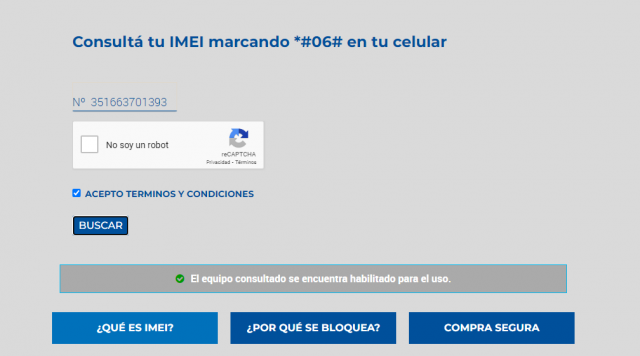 Consultá tu IMEI marcando *#06# en tu celular
Nº 351663701393
No soy un robot
reCAPTCHA
Privacidad - Términos
ACEPTO TERMINOS Y CONDICIONES
BUSCAR
El equipo consultado se encuentra habilitado para el uso.
¿QUÉ ES IMEI?
¿POR QUÉ SE BLOQUEA?
COMPRA SEGURA